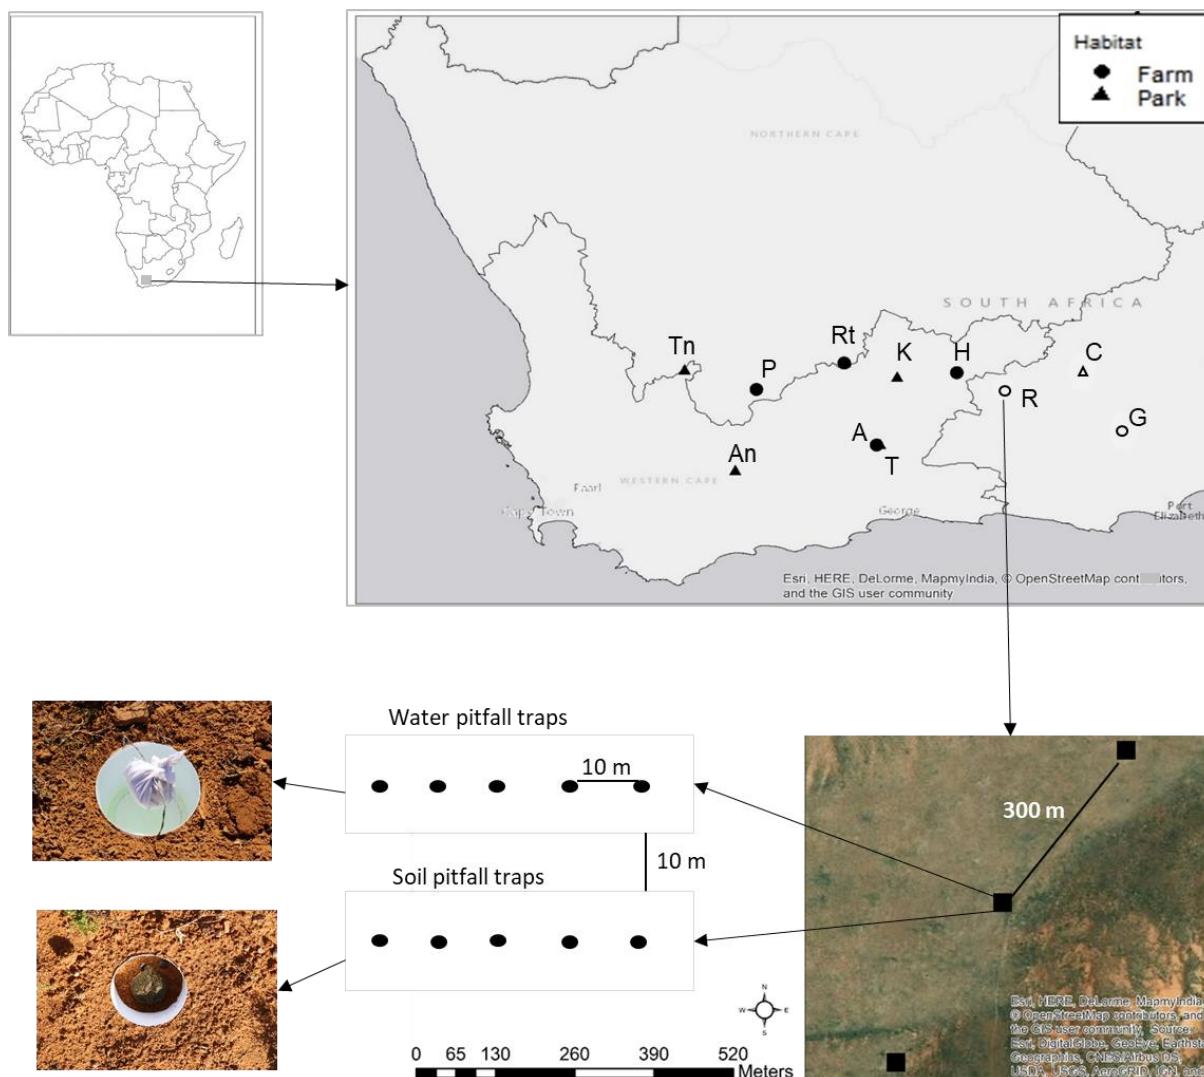 Habitat
Farm
Park
NORTHERN CAPE
SOUTH AFRICA
Tn
P
Rt
K
H
C
R
G
A
T
An
WESTERN CAPE
Paarl
Cape Town
George
Port
Elizabeth
Esri, HERE, DeLorme, MapmyIndia, © OpenStreetMap contributors,
and the GIS user community
Water pitfall traps
10 m
10 m
Soil pitfall traps
300 m
N
W E
S
0 65 130 260 390 520
Meters
Esri, HERE, DeLorme, MapmyIndia,
© OpenStreetMap contributors, and
the GIS user community, Source:
Esri, DigitalGlobe, GeoEye, Earthstar
Geographics, CNES/Airbus DS,
USDA, USGS, AeroGRID, IGN, and